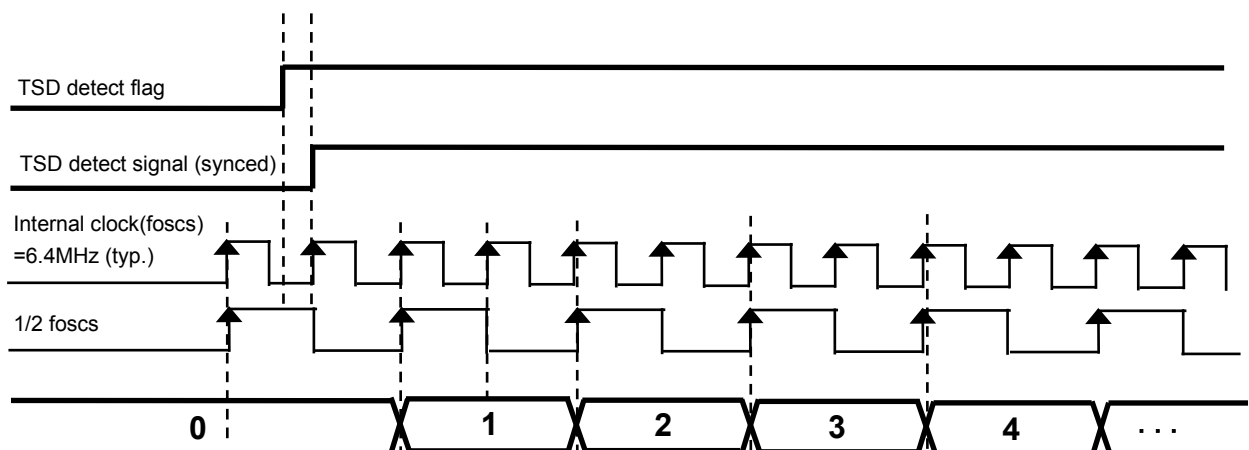 TSD detect flag
TSD detect signal (synced)
Internal clock(foscs)
=6.4MHz (typ.)
1/2 foscs
0 1 2 3 4 ...